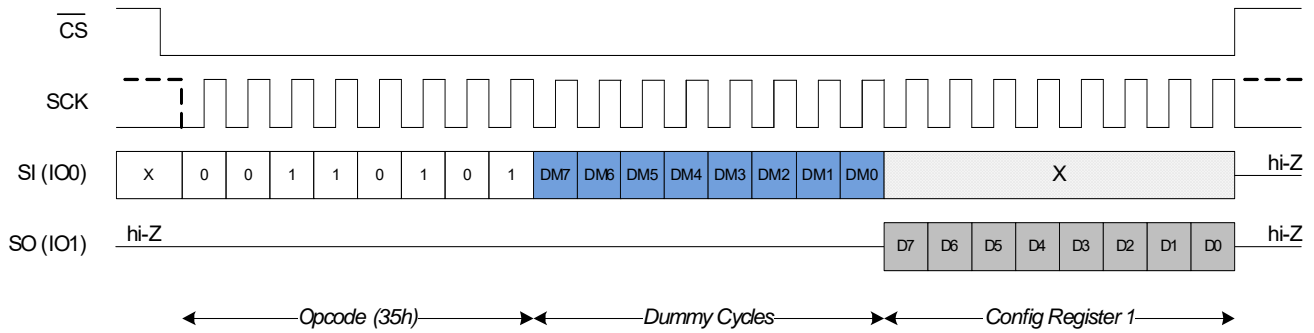 CS
SCK
SI (IO0) X 0 0 1 1 0 1 0 1 DM7 DM6 DM5 DM4 DM3 DM2 DM1 DM0 X hi-Z
SO (IO1) hi-Z D7 D6 D5 D4 D3 D2 D1 D0 hi-Z
Opcode (35h) Dummy Cycles Config Register 1